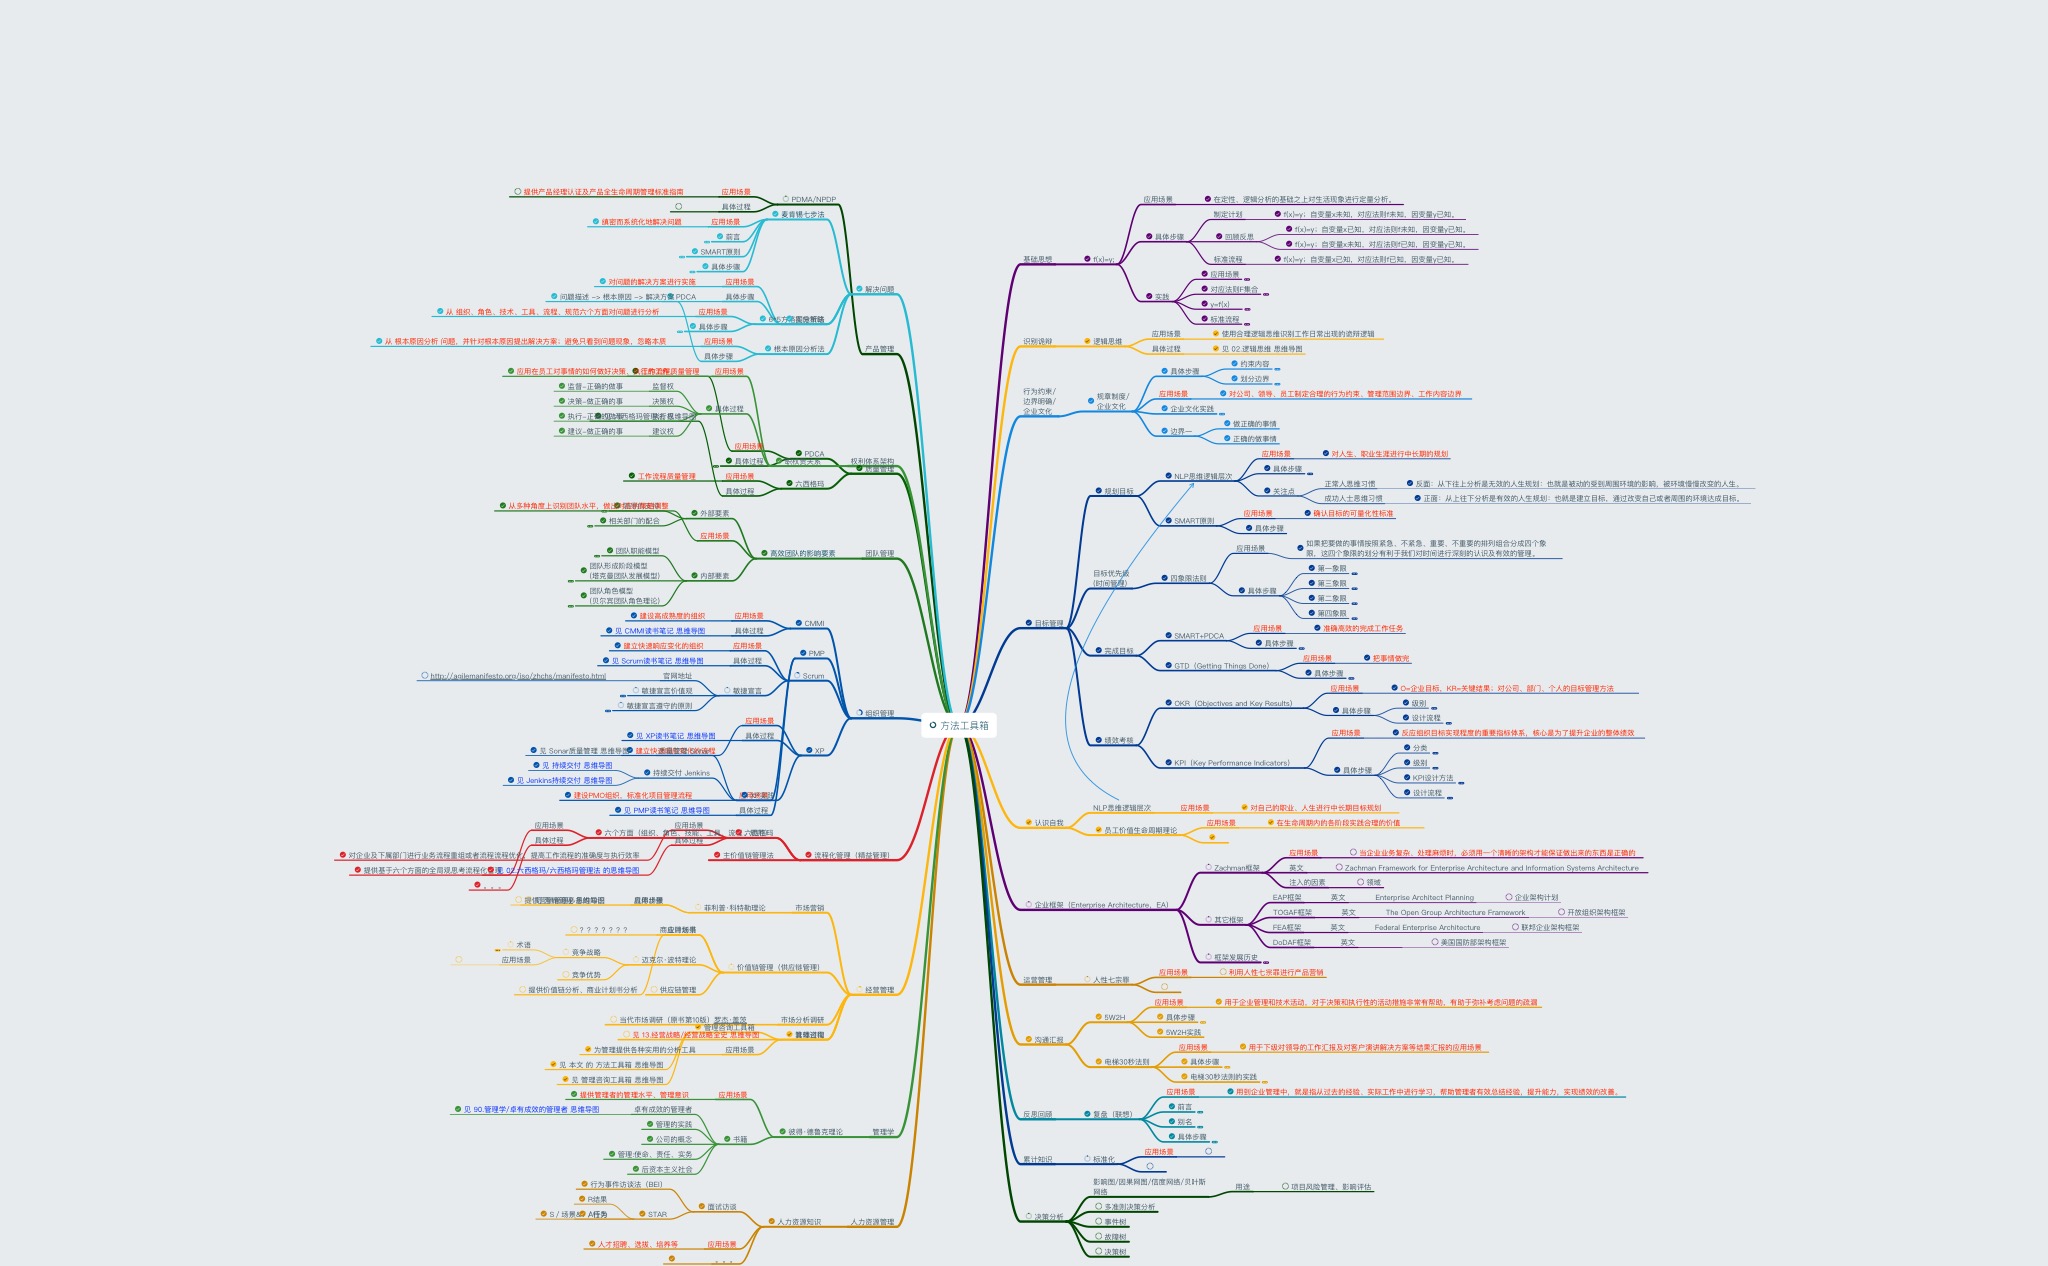 方法工具箱
提供产品经理认证及产品全生命周期管理标准指南
应用场景
PDMA/NPDP
具体过程
麦肯锡七步法
缜密而系统化地解决问题
应用场景
前言
SMART原则
具体步骤
对问题的解决方案进行实施
应用场景
解决问题
问题描述 -> 根本原因 -> 解决方案
PDCA
具体步骤
从 组织、角色、技术、工具、流程、规范六个方面对问题进行分析
应用场景
具体步骤
从 根本原因分析 问题，并针对根本原因提出解决方案；避免只看到问题现象，忽略本质
应用场景
根本原因分析法
具体步骤
产品管理
应用在员工对事情的如何做好决策、
应用场景
监督-正确的做事
监督权
决策-做正确的事
决策权
具体过程
建议-做正确的事
建议权
应用场景
PDCA
具体过程
权利体系架构
工作流程质量管理
应用场景
六西格玛
具体过程
从多种角度上识别团队水平，
外部要素
相关部门的配合
应用场景
高效团队的影响要素
团队管理
团队职能模型
团队形成阶段模型
(塔克曼团队发展模型)
内部要素
团队角色模型
(贝尔宾团队角色理论)
建设高成熟度的组织
应用场景
CMMI
见 CMMI读书笔记 思维导图
具体过程
建立快速响应变化的组织
应用场景
PMP
见 Scrum读书笔记 思维导图
具体过程
Scrum
http://agilemanifesto.org/iso/zhchs/manifesto.html
官网地址
敏捷宣言价值观
敏捷宣言
敏捷宣言遵守的原则
组织管理
应用场景
见 XP读书笔记 思维导图
具体过程
XP
见 Sonar质量管理 思维导图
见 持续交付 思维导图
持续交付 Jenkins
见 Jenkins持续交付 思维导图
建设PMO组织，标准化项目管理流程
见 PMP读书笔记 思维导图
具体过程
应用场景
应用场景
六个方面（组织、角色、技能、工具、
具体过程
具体过程
对企业及下属部门进行业务流程重组或者流程流程优化，提高工作流程的准确度与执行效率
主价值链管理法
流程化管理（精益管理）
提供基于六个方面的全局观思考流程化
02.六西格玛/六西格玛管理法 的思维导图
。。。
菲利普·科特勒理论
市场营销
？？？？？？？
术语
竞争战略
应用场景
迈克尔·波特理论
价值链管理（供应链管理）
竞争优势
提供价值链分析、商业计划书分析
供应链管理
经营管理
当代市场调研（原书第10版）罗杰·盖茨
市场分析调研
管理咨询工具箱
见 13.经营战略/经营战略全史 思维导图
为管理提供各种实用的分析工具
应用场景
见 本文 的 方法工具箱 思维导图
见 管理咨询工具箱 思维导图
提供管理者的管理水平、管理意识
应用场景
见 90.管理学/卓有成效的管理者 思维导图
卓有成效的管理者
管理的实践
彼得·德鲁克理论
管理学
公司的概念
书籍
管理:使命、责任、实务
后资本主义社会
行为事件访谈法（BEI）
R结果
面试访谈
S / 场景
STAR
人力资源知识
人力资源管理
人才招聘、选拔、培养等
应用场景
。。。
应用场景
在定性、逻辑分析的基础之上对生活现象进行定量分析。
制定计划
f(x)=y；自变量x未知，对应法则f未知，因变量y已知。
具体步骤
回顾反思
f(x)=y；自变量x已知，对应法则f未知，因变量y已知。
f(x)=y；自变量x未知，对应法则f已知，因变量y已知。
基础思想
f(x)=y;
标准流程
f(x)=y；自变量x已知，对应法则f已知，因变量y已知。
应用场景
对应法则F集合
实践
y=f(x)
标准流程
识别诡辩
逻辑思维
应用场景
使用合理逻辑思维识别工作日常出现的诡辩逻辑
具体过程
见 02.逻辑思维 思维导图
行为约束/
边界明确/
企业文化
规章制度/
企业文化
具体步骤
约束内容
划分边界
应用场景
对公司、领导、员工制定合理的行为约束、管理范围边界、工作内容边界
企业文化实践
边界一
做正确的事情
正确的做事情
应用场景
对人生、职业生涯进行中长期的规划
NLP思维逻辑层次
具体步骤
规划目标
关注点
正常人思维习惯
反面：从下往上分析是无效的人生规划：也就是被动的受到周围环境的影响，被环境慢慢改变的人生。
成功人士思维习惯
正面：从上往下分析是有效的人生规划：也就是建立目标，通过改变自己或者周围的环境达成目标。
SMART原则
应用场景
确认目标的可量化性标准
具体步骤
目标优先级
(时间管理)
四象限法则
应用场景
如果把要做的事情按照紧急、不紧急、重要、不重要的排列组合分成四个象
限，这四个象限的划分有利于我们对时间进行深刻的认识及有效的管理。
具体步骤
第一象限
第三象限
第二象限
第四象限
目标管理
完成目标
SMART+PDCA
应用场景
准确高效的完成工作任务
具体步骤
GTD（Getting Things Done）
应用场景
把事情做完
具体步骤
绩效考核
OKR（Objectives and Key Results）
应用场景
O=企业目标，KR=关键结果；对公司、部门、个人的目标管理方法
具体步骤
级别
设计流程
KPI（Key Performance Indicators）
应用场景
反应组织目标实现程度的重要指标体系，核心是为了提升企业的整体绩效
具体步骤
分类
级别
KPI设计方法
设计流程
认识自我
NLP思维逻辑层次
应用场景
对自己的职业、人生进行中长期目标规划
员工价值生命周期理论
应用场景
在生命周期内的各阶段实践合理的价值
企业框架（Enterprise Architecture，EA）
Zachman框架
应用场景
当企业业务复杂、处理麻烦时，必须用一个清晰的架构才能保证做出来的东西是正确的
英文
Zachman Framework for Enterprise Architecture and Information Systems Architecture
注入的因素
领域
其它框架
EAP框架
英文
Enterprise Architect Planning
企业架构计划
TOGAF框架
英文
The Open Group Architecture Framework
开放组织架构框架
FEA框架
英文
Federal Enterprise Architecture
联邦企业架构框架
DoDAF框架
英文
美国国防部架构框架
框架发展历史
运营管理
人性七宗罪
应用场景
利用人性七宗罪进行产品营销
沟通汇报
5W2H
应用场景
用于企业管理和技术活动，对于决策和执行性的活动措施非常有帮助，有助于弥补考虑问题的疏漏
具体步骤
5W2H实践
电梯30秒法则
应用场景
用于下级对领导的工作汇报及对客户演讲解决方案等结果汇报的应用场景
具体步骤
电梯30秒法则的实践
反思回顾
复盘（联想）
应用场景
用到企业管理中，就是指从过去的经验、实际工作中进行学习，帮助管理者有效总结经验，提升能力，实现绩效的改善。
前言
别名
具体步骤
累计知识
标准化
应用场景
决策分析
影响图/因果网图/信度网络/贝叶斯
网络
用途
项目风险管理、影响评估
多准则决策分析
事件树
故障树
决策树